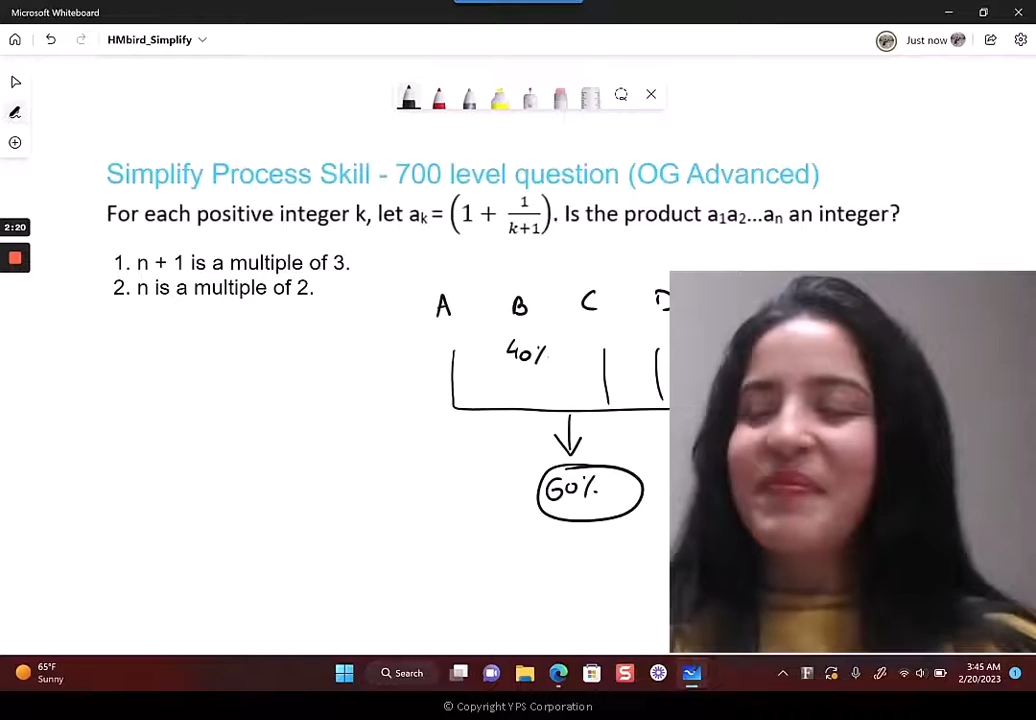 Microsoft Whiteboard
HMbird_Simplify
Just now
Simplify Process Skill - 700 level question (OG Advanced)
For each positive integer k, let aₖ = (1 + 1/(k+1)). Is the product a₁a₂...aₙ an integer?
2:20
1. n + 1 is a multiple of 3.
2. n is a multiple of 2.
A B C D
40%
60%
65°F
Sunny
Search
3:45 AM
2/20/2023
1
© Copyright YPS Corporation